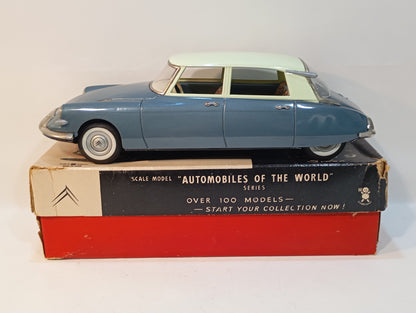 SCALE MODEL "AUTOMOBILES OF THE WORLD"
SERIES
OVER 100 MODELS—
—START YOUR COLLECTION NOW!